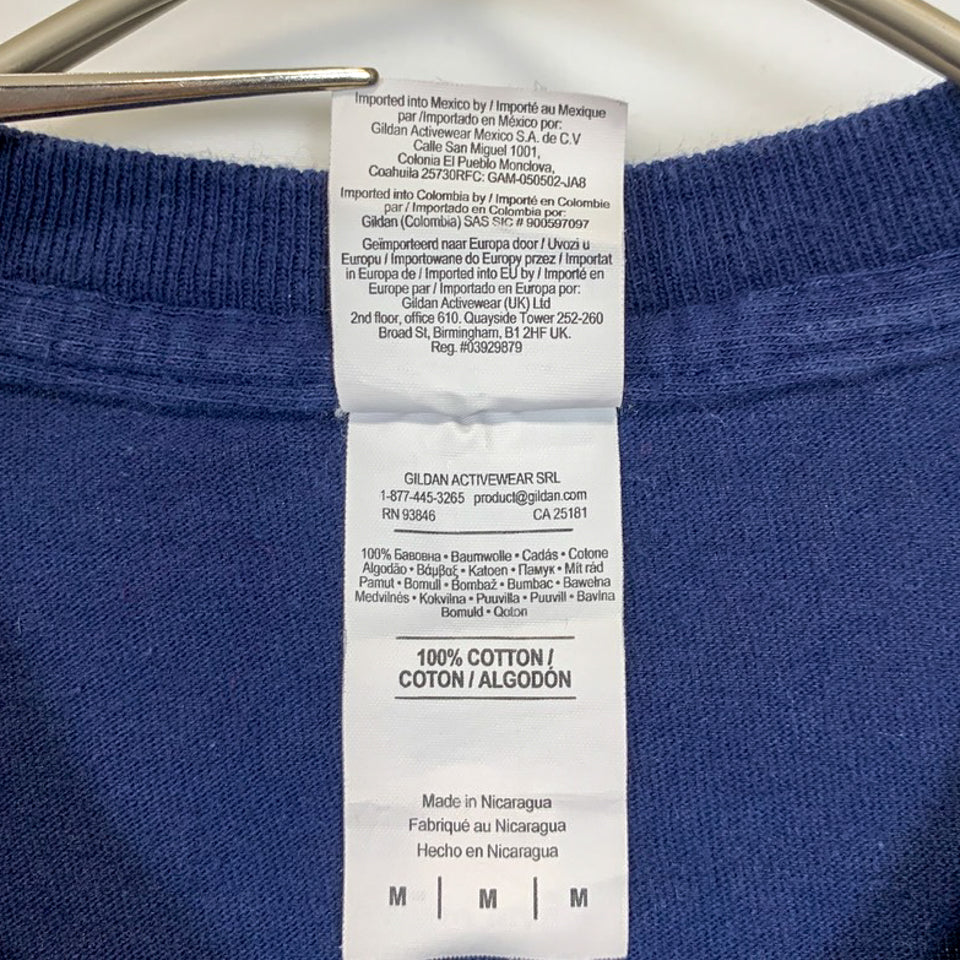 Imported into Mexico by / Importé au Mexique
par /Importado en México por:
Gildan Activewear Mexico S.A. de C.V
Calle San Miguel 1001,
Colonia El Pueblo Monclova,
Coahuila 25730RFC: GAM-050502-JA8
Imported into Colombia by / Importé en Colombie
par / Importado en Colombia por:
Gildan (Colombia) SAS SIC # 900597097
Geïmporteerd naar Europa door / Uvozi u
Europu / Importowane do Europy przez / Importat
in Europa de / Imported into EU by / Importé en
Europe par / Importado en Europa por:
Gildan Activewear (UK) Ltd
2nd floor, office 610. Quayside Tower 252-260
Broad St, Birmingham, B1 2HF UK.
Reg. #03929879
GILDAN ACTIVEWEAR SRL
1-877-445-3265 product@gildan.com
RN 93846 CA 25181
100% Бавовна • Baumwolle • Cadás • Cotone
Algodão • Βάμβαξ • Katoen • Памук • Mít rád
Pamut • Bomull • Bombaž • Bumbac • Bawełna
Medvilnės • Kokvilna • Puuvilla • Puuvill • Bavlna
Bomuld • Qoton
100% COTTON /
COTON / ALGODÓN
Made in Nicaragua
Fabriqué au Nicaragua
Hecho en Nicaragua
M | M | M